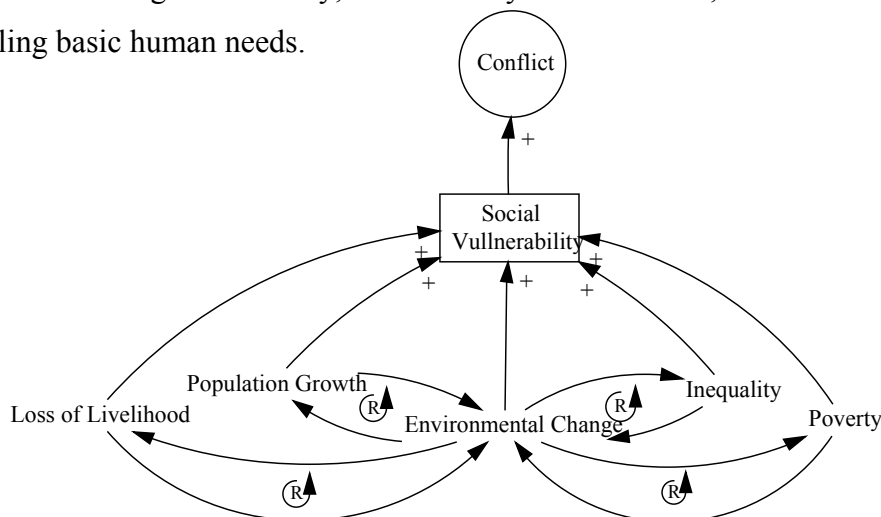 ling basic human needs.
Conflict
+
Social
Vullnerability
+
+
+
+
+
Population Growth
R
R
Inequality
Loss of Livelihood
Environmental Change
Poverty
R
R